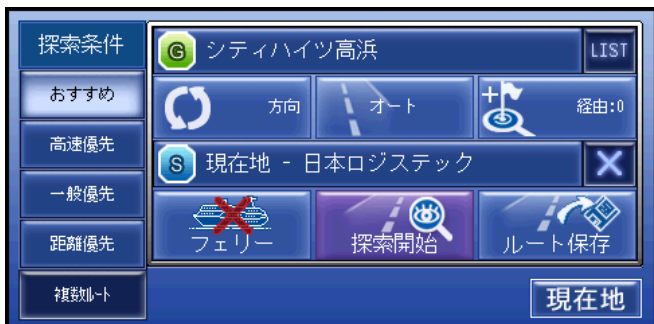 探索条件
おすすめ
高速優先
一般優先
距離優先
複数ルート
G シティハイツ高浜
LIST
方向
オート
経由:0
S 現在地 - 日本ロジステック
X
フェリー
探索開始
ルート保存
現在地